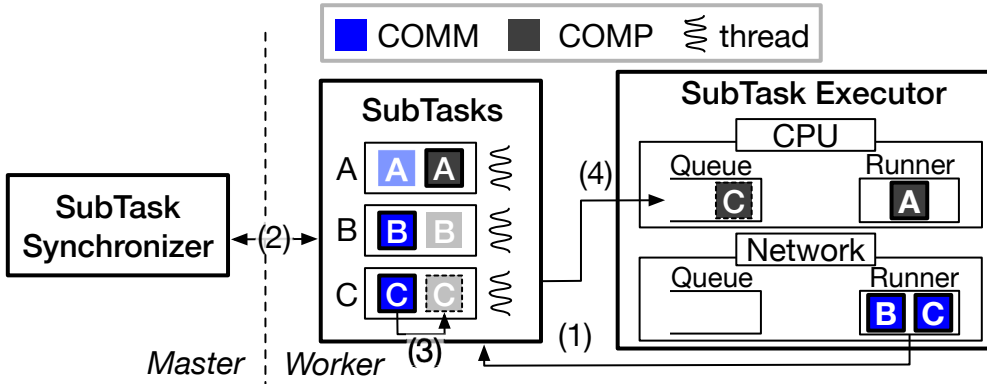 COMM COMP thread
SubTasks
SubTask Executor
CPU
Queue Runner
A A A
(4)
C A
SubTask
Synchronizer
(2)
B B B
Network
Queue Runner
C C C
B C
(3)
(1)
Master Worker